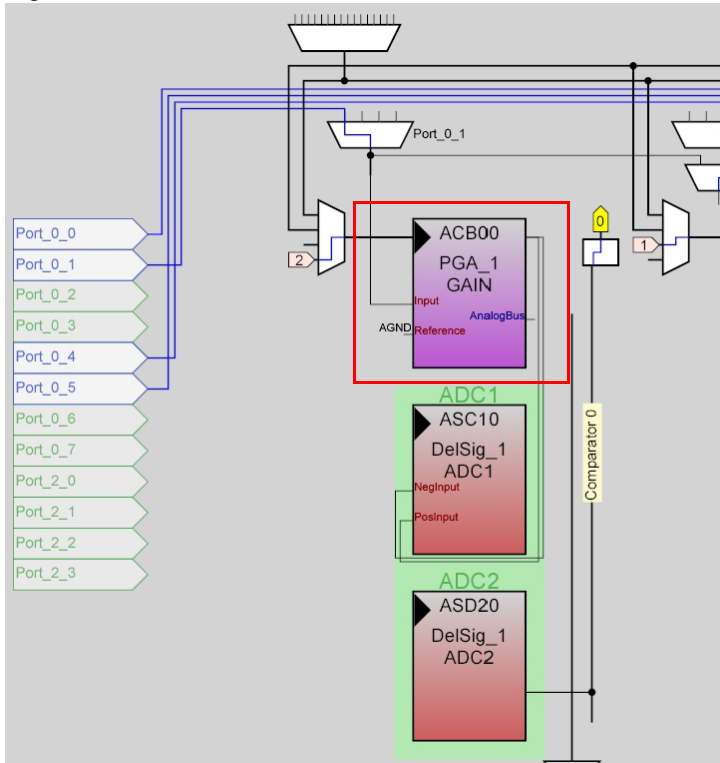 Port_0_1
Port_0_0
Port_0_1
Port_0_2
Port_0_3
Port_0_4
Port_0_5
Port_0_6
Port_0_7
Port_2_0
Port_2_1
Port_2_2
Port_2_3
2
ACB00
PGA_1
GAIN
Input
AnalogBus
AGND
Reference
0
1
ADC1
ASC10
DelSig_1
ADC1
NegInput
PosInput
Comparator 0
ADC2
ASD20
DelSig_1
ADC2